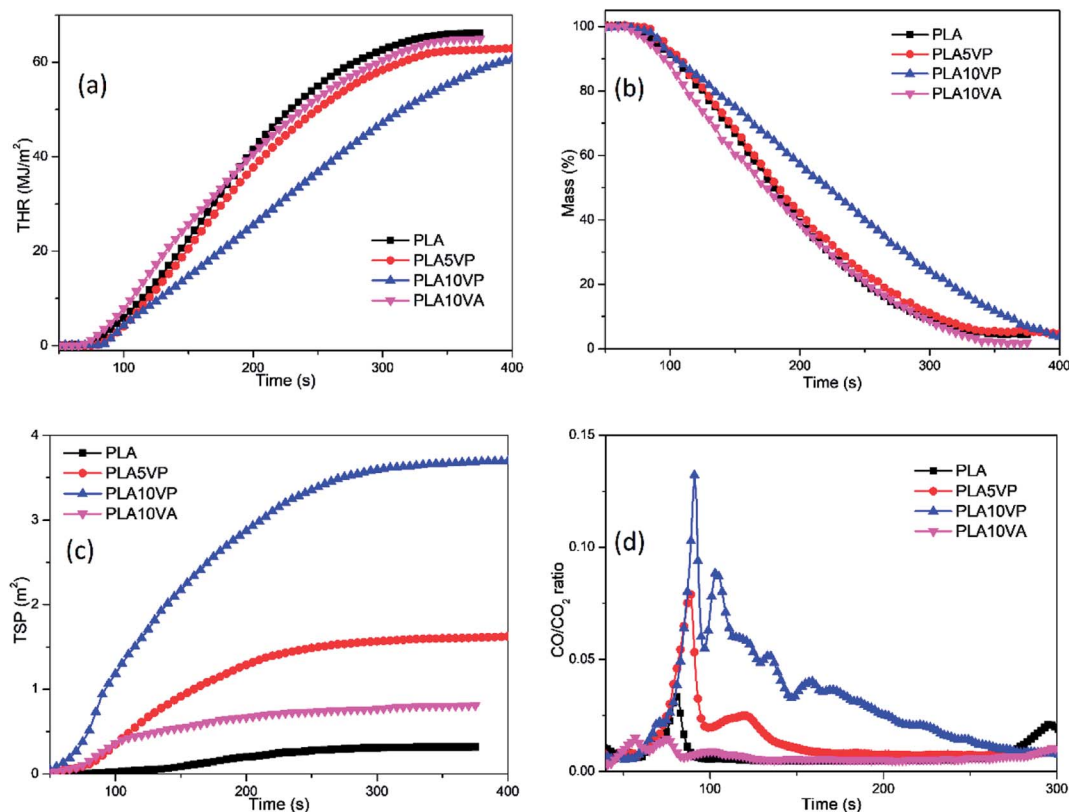 (a)
THR (MJ/m²)
60
40
20
0
PLA
PLA5VP
PLA10VP
PLA10VA
100 200 300 400
Time (s)
(b)
Mass (%)
100
80
60
40
20
0
PLA
PLA5VP
PLA10VP
PLA10VA
100 200 300 400
Time (s)
(c)
TSP (m²)
4
3
2
1
0
PLA
PLA5VP
PLA10VP
PLA10VA
100 200 300 400
Time (s)
(d)
CO/CO₂ ratio
0.15
0.10
0.05
0.00
PLA
PLA5VP
PLA10VP
PLA10VA
100 200 300
Time (s)